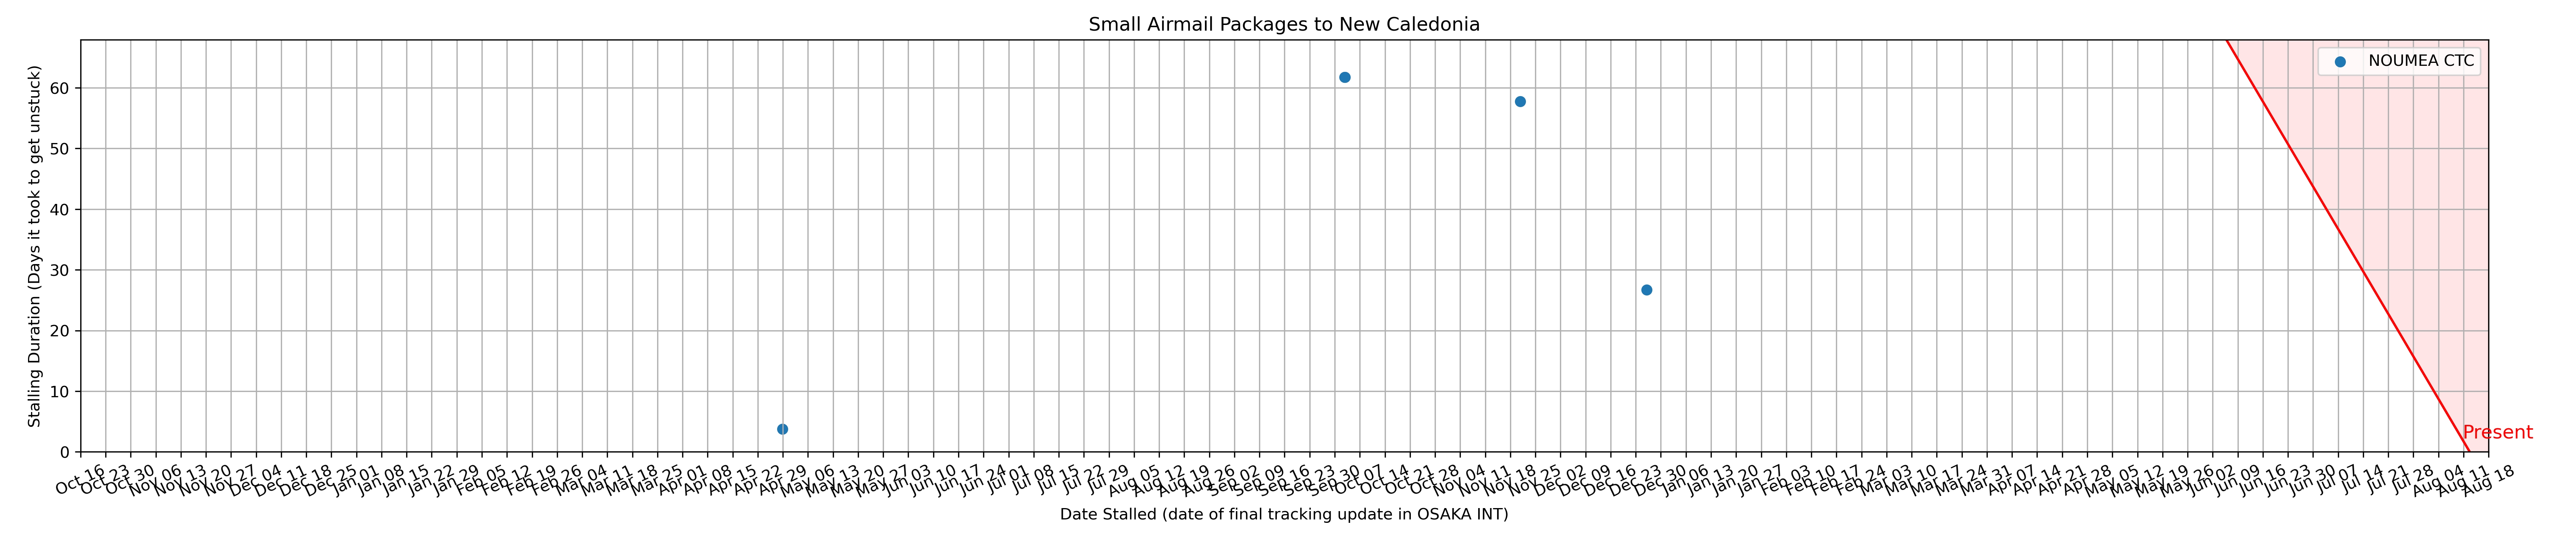 Small Airmail Packages to New Caledonia
NOUMEA CTC
Stalling Duration (Days it took to get unstuck)
60
50
40
30
20
10
0
Present
Oct 16 Oct 23 Oct 30 Nov 06 Nov 13 Nov 20 Nov 27 Dec 04 Dec 11 Dec 18 Dec 25 Jan 01 Jan 08 Jan 15 Jan 22 Jan 29 Feb 05 Feb 12 Feb 19 Feb 26 Mar 04 Mar 11 Mar 18 Mar 25 Apr 01 Apr 08 Apr 15 Apr 22 Apr 29 May 06 May 13 May 20 May 27 Jun 03 Jun 10 Jun 17 Jun 24 Jul 01 Jul 08 Jul 15 Jul 22 Jul 29 Aug 05 Aug 12 Aug 19 Aug 26 Sep 02 Sep 09 Sep 16 Sep 23 Sep 30 Oct 07 Oct 14 Oct 21 Oct 28 Nov 04 Nov 11 Nov 18 Nov 25 Dec 02 Dec 09 Dec 16 Dec 23 Dec 30 Jan 06 Jan 13 Jan 20 Jan 27 Feb 03 Feb 10 Feb 17 Feb 24 Mar 03 Mar 10 Mar 17 Mar 24 Mar 31 Apr 07 Apr 14 Apr 21 Apr 28 May 05 May 12 May 19 May 26 Jun 02 Jun 09 Jun 16 Jun 23 Jun 30 Jul 07 Jul 14 Jul 21 Jul 28 Aug 04 Aug 11 Aug 18
Date Stalled (date of final tracking update in OSAKA INT)